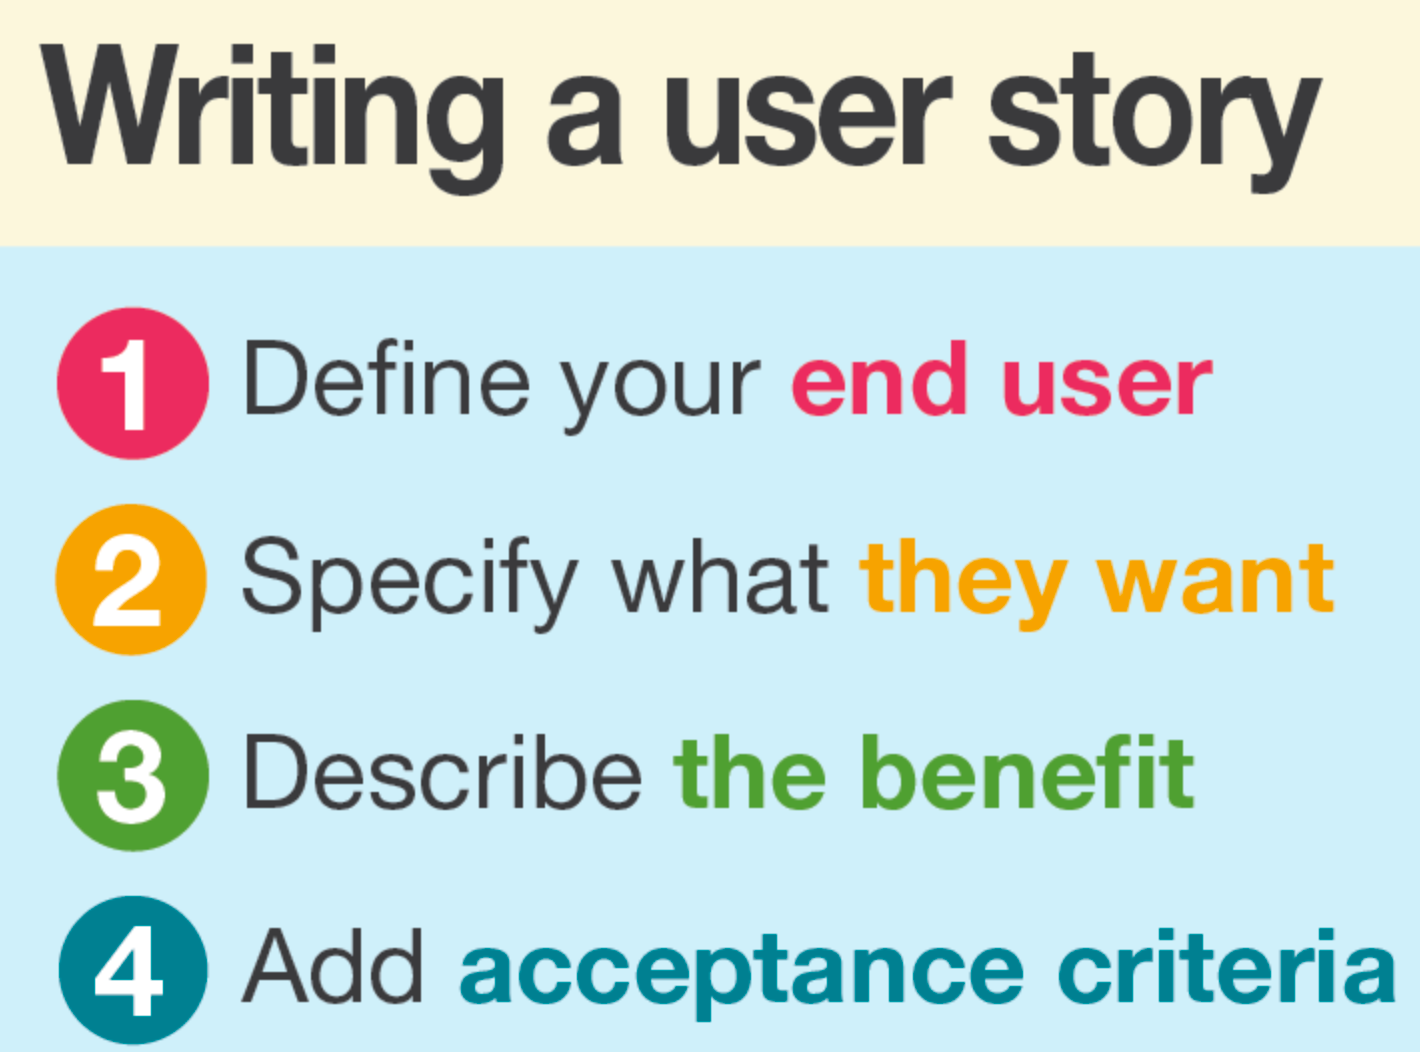 Writing a user story
1 Define your end user
2 Specify what they want
3 Describe the benefit
4 Add acceptance criteria